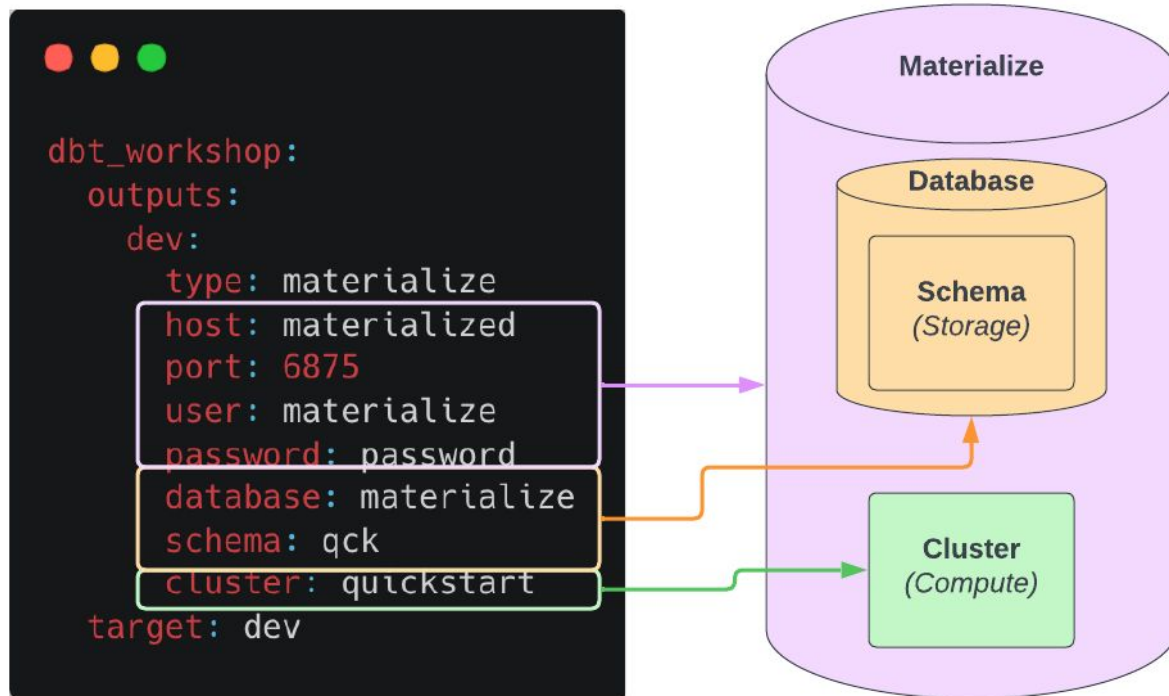 dbt_workshop:
outputs:
dev:
type: materialize
host: materialized
port: 6875
user: materialize
password: password
database: materialize
schema: qck
cluster: quickstart
target: dev
Materialize
Database
Schema
(Storage)
Cluster
(Compute)